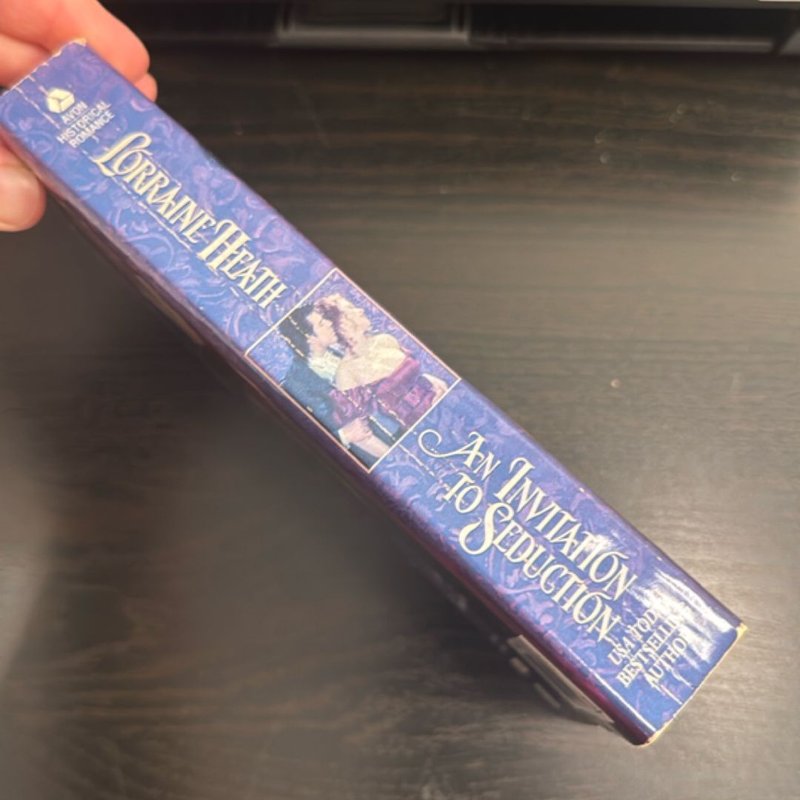 AVON
HISTORICAL
ROMANCE
LORRAINE HEATH
AN INVITATION
TO SEDUCTION
USA TODAY
BESTSELLING
AUTHOR